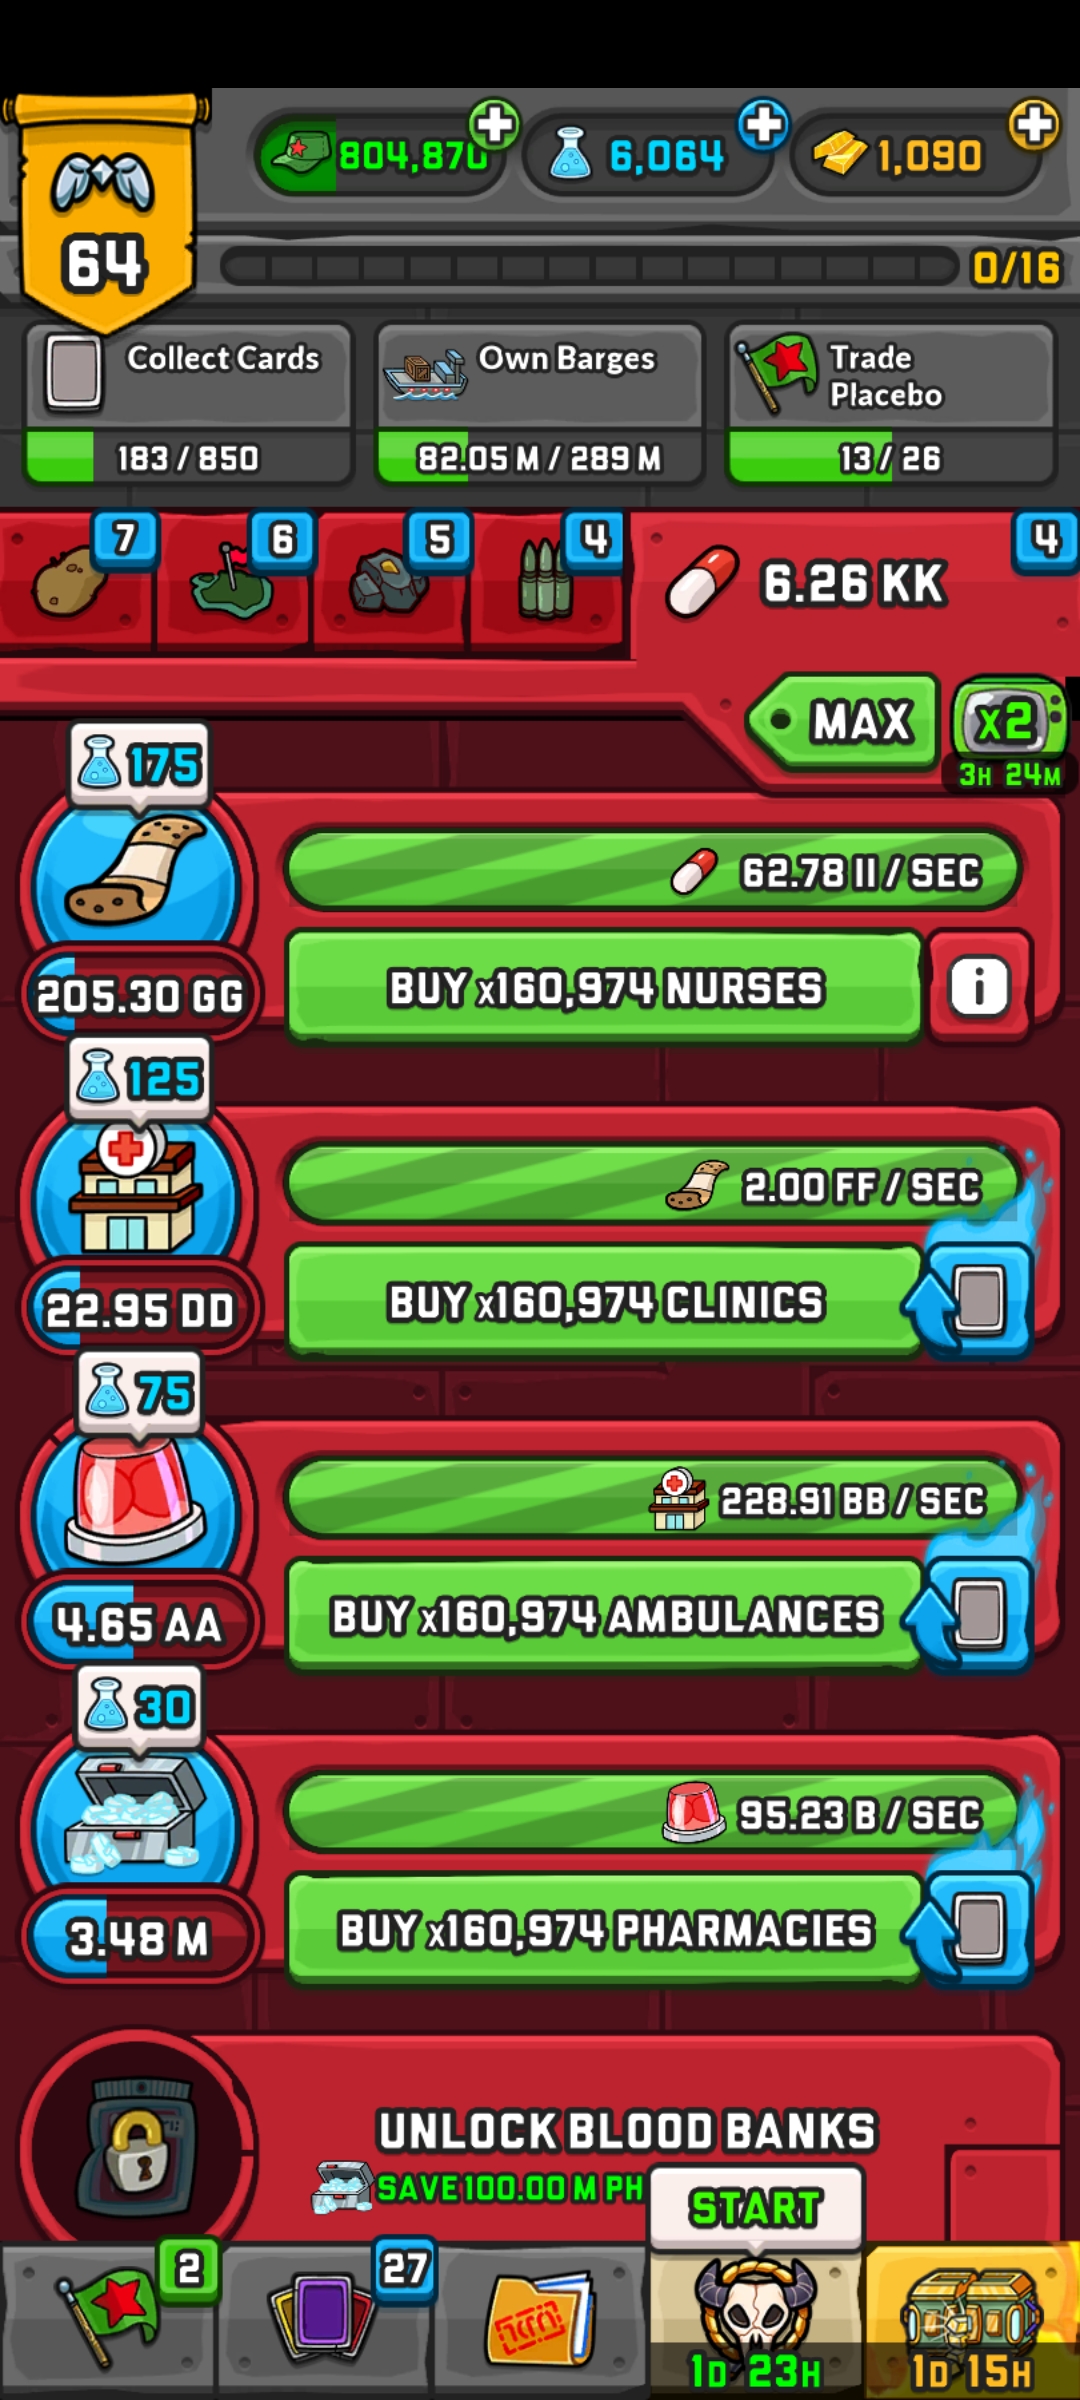 804,870
6,064
1,090
64
0/16
Collect Cards
183 / 850
Own Barges
82.05 M / 289 M
Trade
Placebo
13 / 26
7
6
5
4
6.26 KK
4
MAX
x2
3H 24M
175
62.78 II / SEC
205.30 GG
BUY x160,974 NURSES
i
125
2.00 FF / SEC
22.95 DD
BUY x160,974 CLINICS
75
228.91 BB / SEC
4.65 AA
BUY x160,974 AMBULANCES
30
95.23 B / SEC
3.48 M
BUY x160,974 PHARMACIES
UNLOCK BLOOD BANKS
SAVE 100.00 M PH
START
2
27
1D 23H
1D 15H